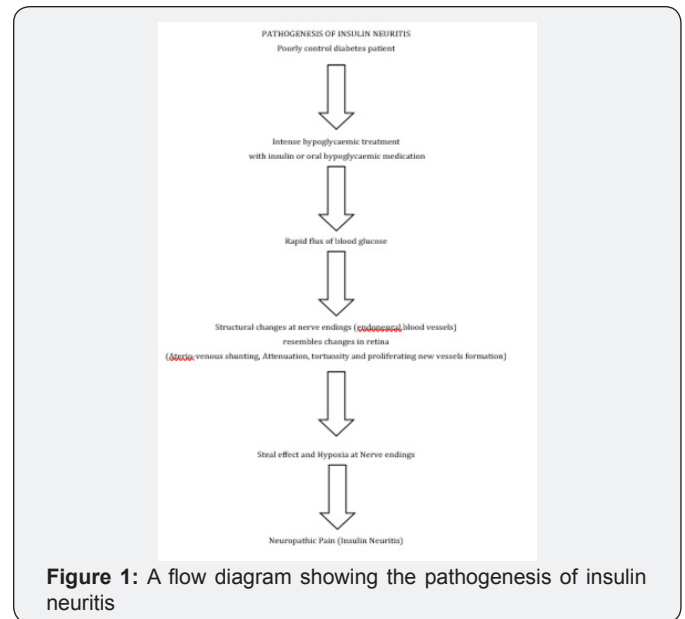 PATHOGENESIS OF INSULIN NEURITIS
Poorly control diabetes patient
Intense hypoglycaemic treatment
with insulin or oral hypoglycaemic medication
Rapid flux of blood glucose
Structural changes at nerve endings (endoneural blood vessels)
resembles changes in retina
(Aterio venous shunting, Attenuation, tortuosity and proliferating new vessels formation)
Steal effect and Hypoxia at Nerve endings
Neuropathic Pain (Insulin Neuritis)
Figure 1: A flow diagram showing the pathogenesis of insulin
neuritis